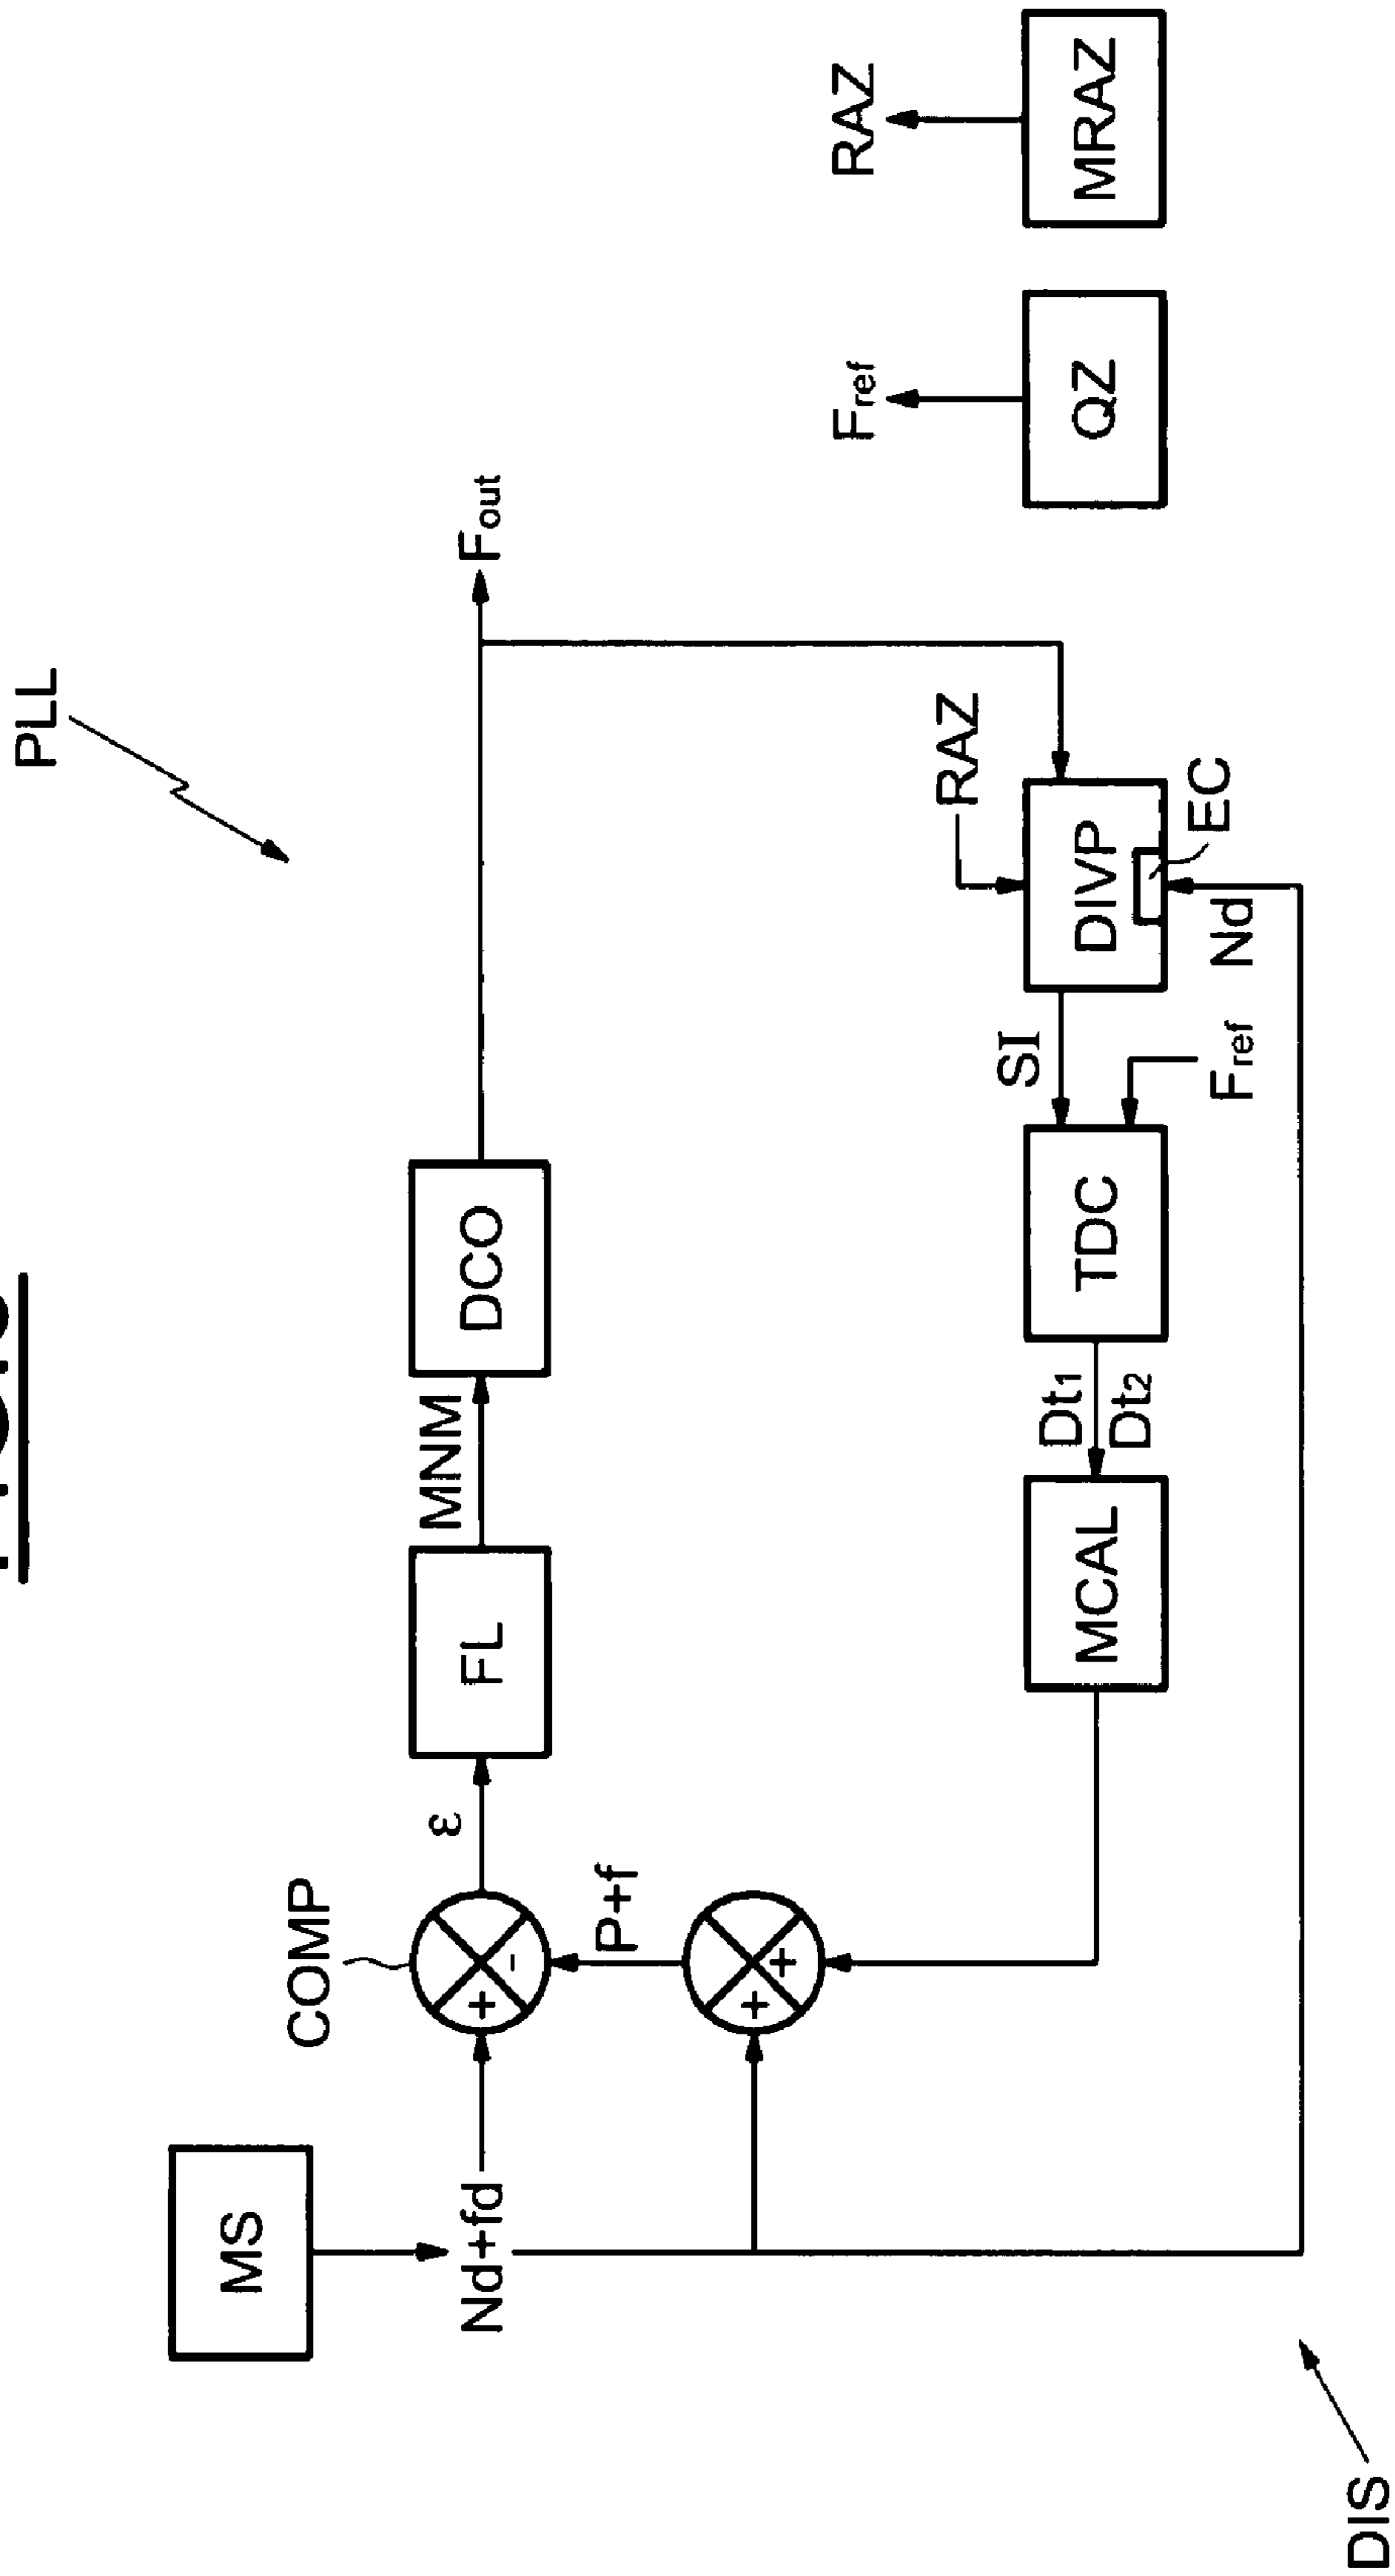 PLL
MS
COMP
Nd+fd
+
-
ε
FL
MNM
DCO
Fout
P+f
+
+
Fref
RAZ
RAZ
MCAL
Dt1
Dt2
TDC
SI
DIVP
QZ
MRAZ
Fref
Nd
EC
DIS